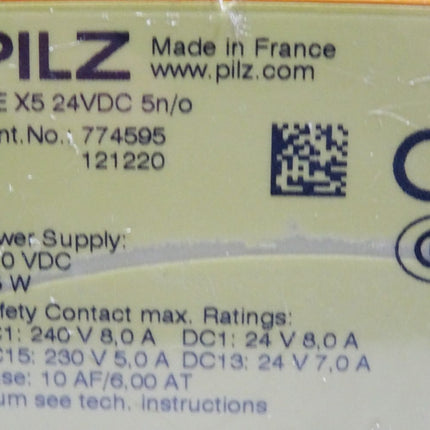 PILZ Made in France
www.pilz.com
E X5 24VDC 5n/o
nt.No.: 774595
121220
wer Supply:
0 VDC
W
fety Contact max. Ratings:
C1: 240 V 8,0 A DC1: 24 V 8,0 A
C15: 230 V 5,0 A DC13: 24 V 7,0 A
se: 10 AF/6,00 AT
um see tech. instructions